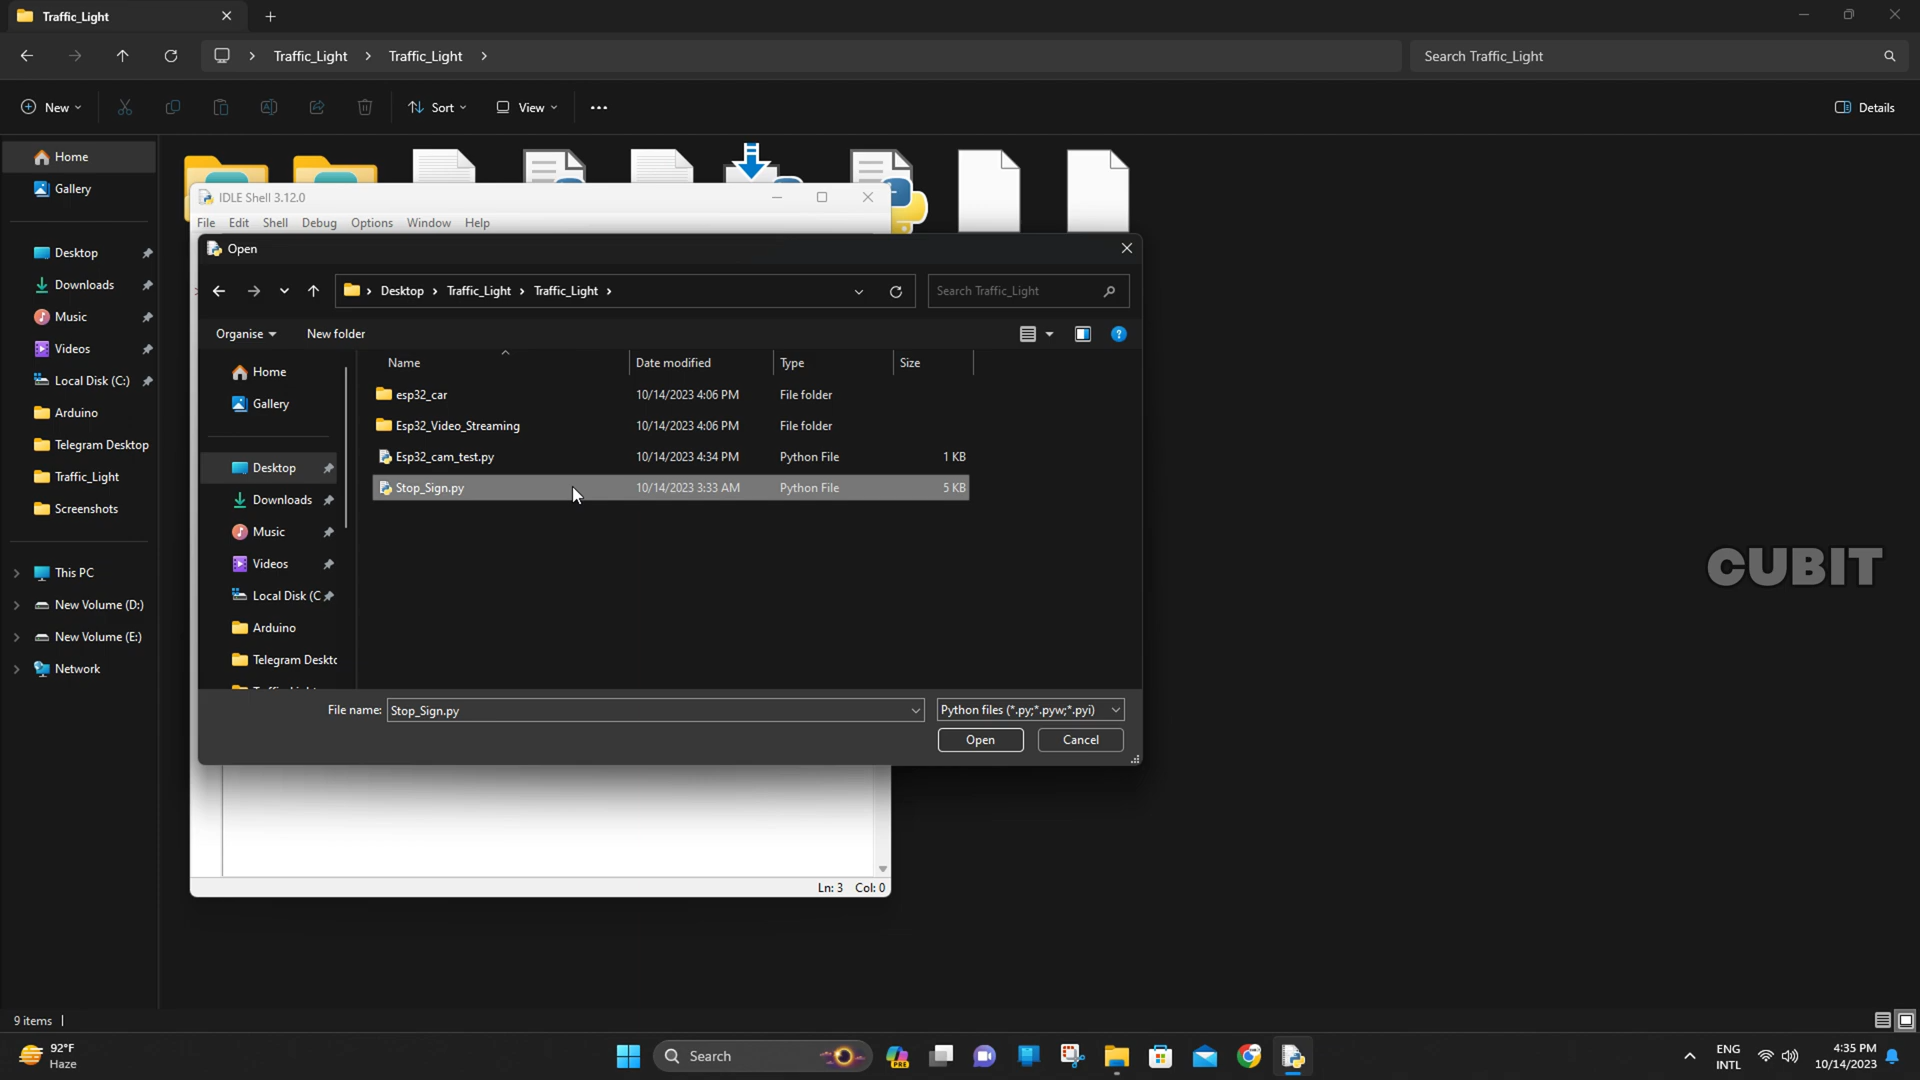 Traffic_Light
Traffic_Light
Traffic_Light
Search Traffic_Light
New
Sort
View
Details
Home
Gallery
Desktop
Downloads
Music
Videos
Local Disk (C:)
Arduino
Telegram Desktop
Traffic_Light
Screenshots
This PC
New Volume (D:)
New Volume (E:)
Network
IDLE Shell 3.12.0
File Edit Shell Debug Options Window Help
Open
Desktop
Traffic_Light
Traffic_Light
Search Traffic_Light
Organise
New folder
Home
Gallery
Desktop
Downloads
Music
Videos
Local Disk (C
Arduino
Telegram Deskto
Name Date modified Type Size
esp32_car 10/14/2023 4:06 PM File folder
Esp32_Video_Streaming 10/14/2023 4:06 PM File folder
Esp32_cam_test.py 10/14/2023 4:34 PM Python File 1 KB
Stop_Sign.py 10/14/2023 3:33 AM Python File 5 KB
File name: Stop_Sign.py
Python files (*.py;*.pyw;*.pyi)
Open
Cancel
Ln: 3 Col: 0
CUBIT
9 items
92°F
Haze
Search
PRE
ENG
INTL
4:35 PM
10/14/2023